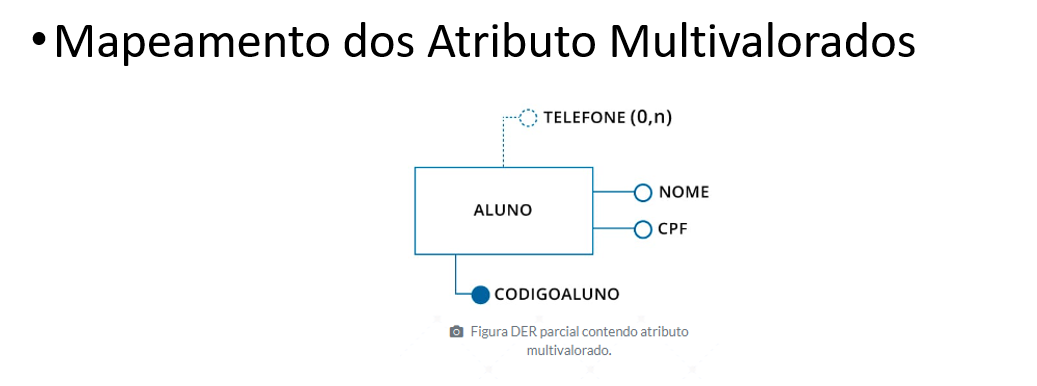 •Mapeamento dos Atributo Multivalorados
TELEFONE (0,n)
NOME
ALUNO
CPF
CODIGOALUNO
Figura DER parcial contendo atributo
multivalorado.